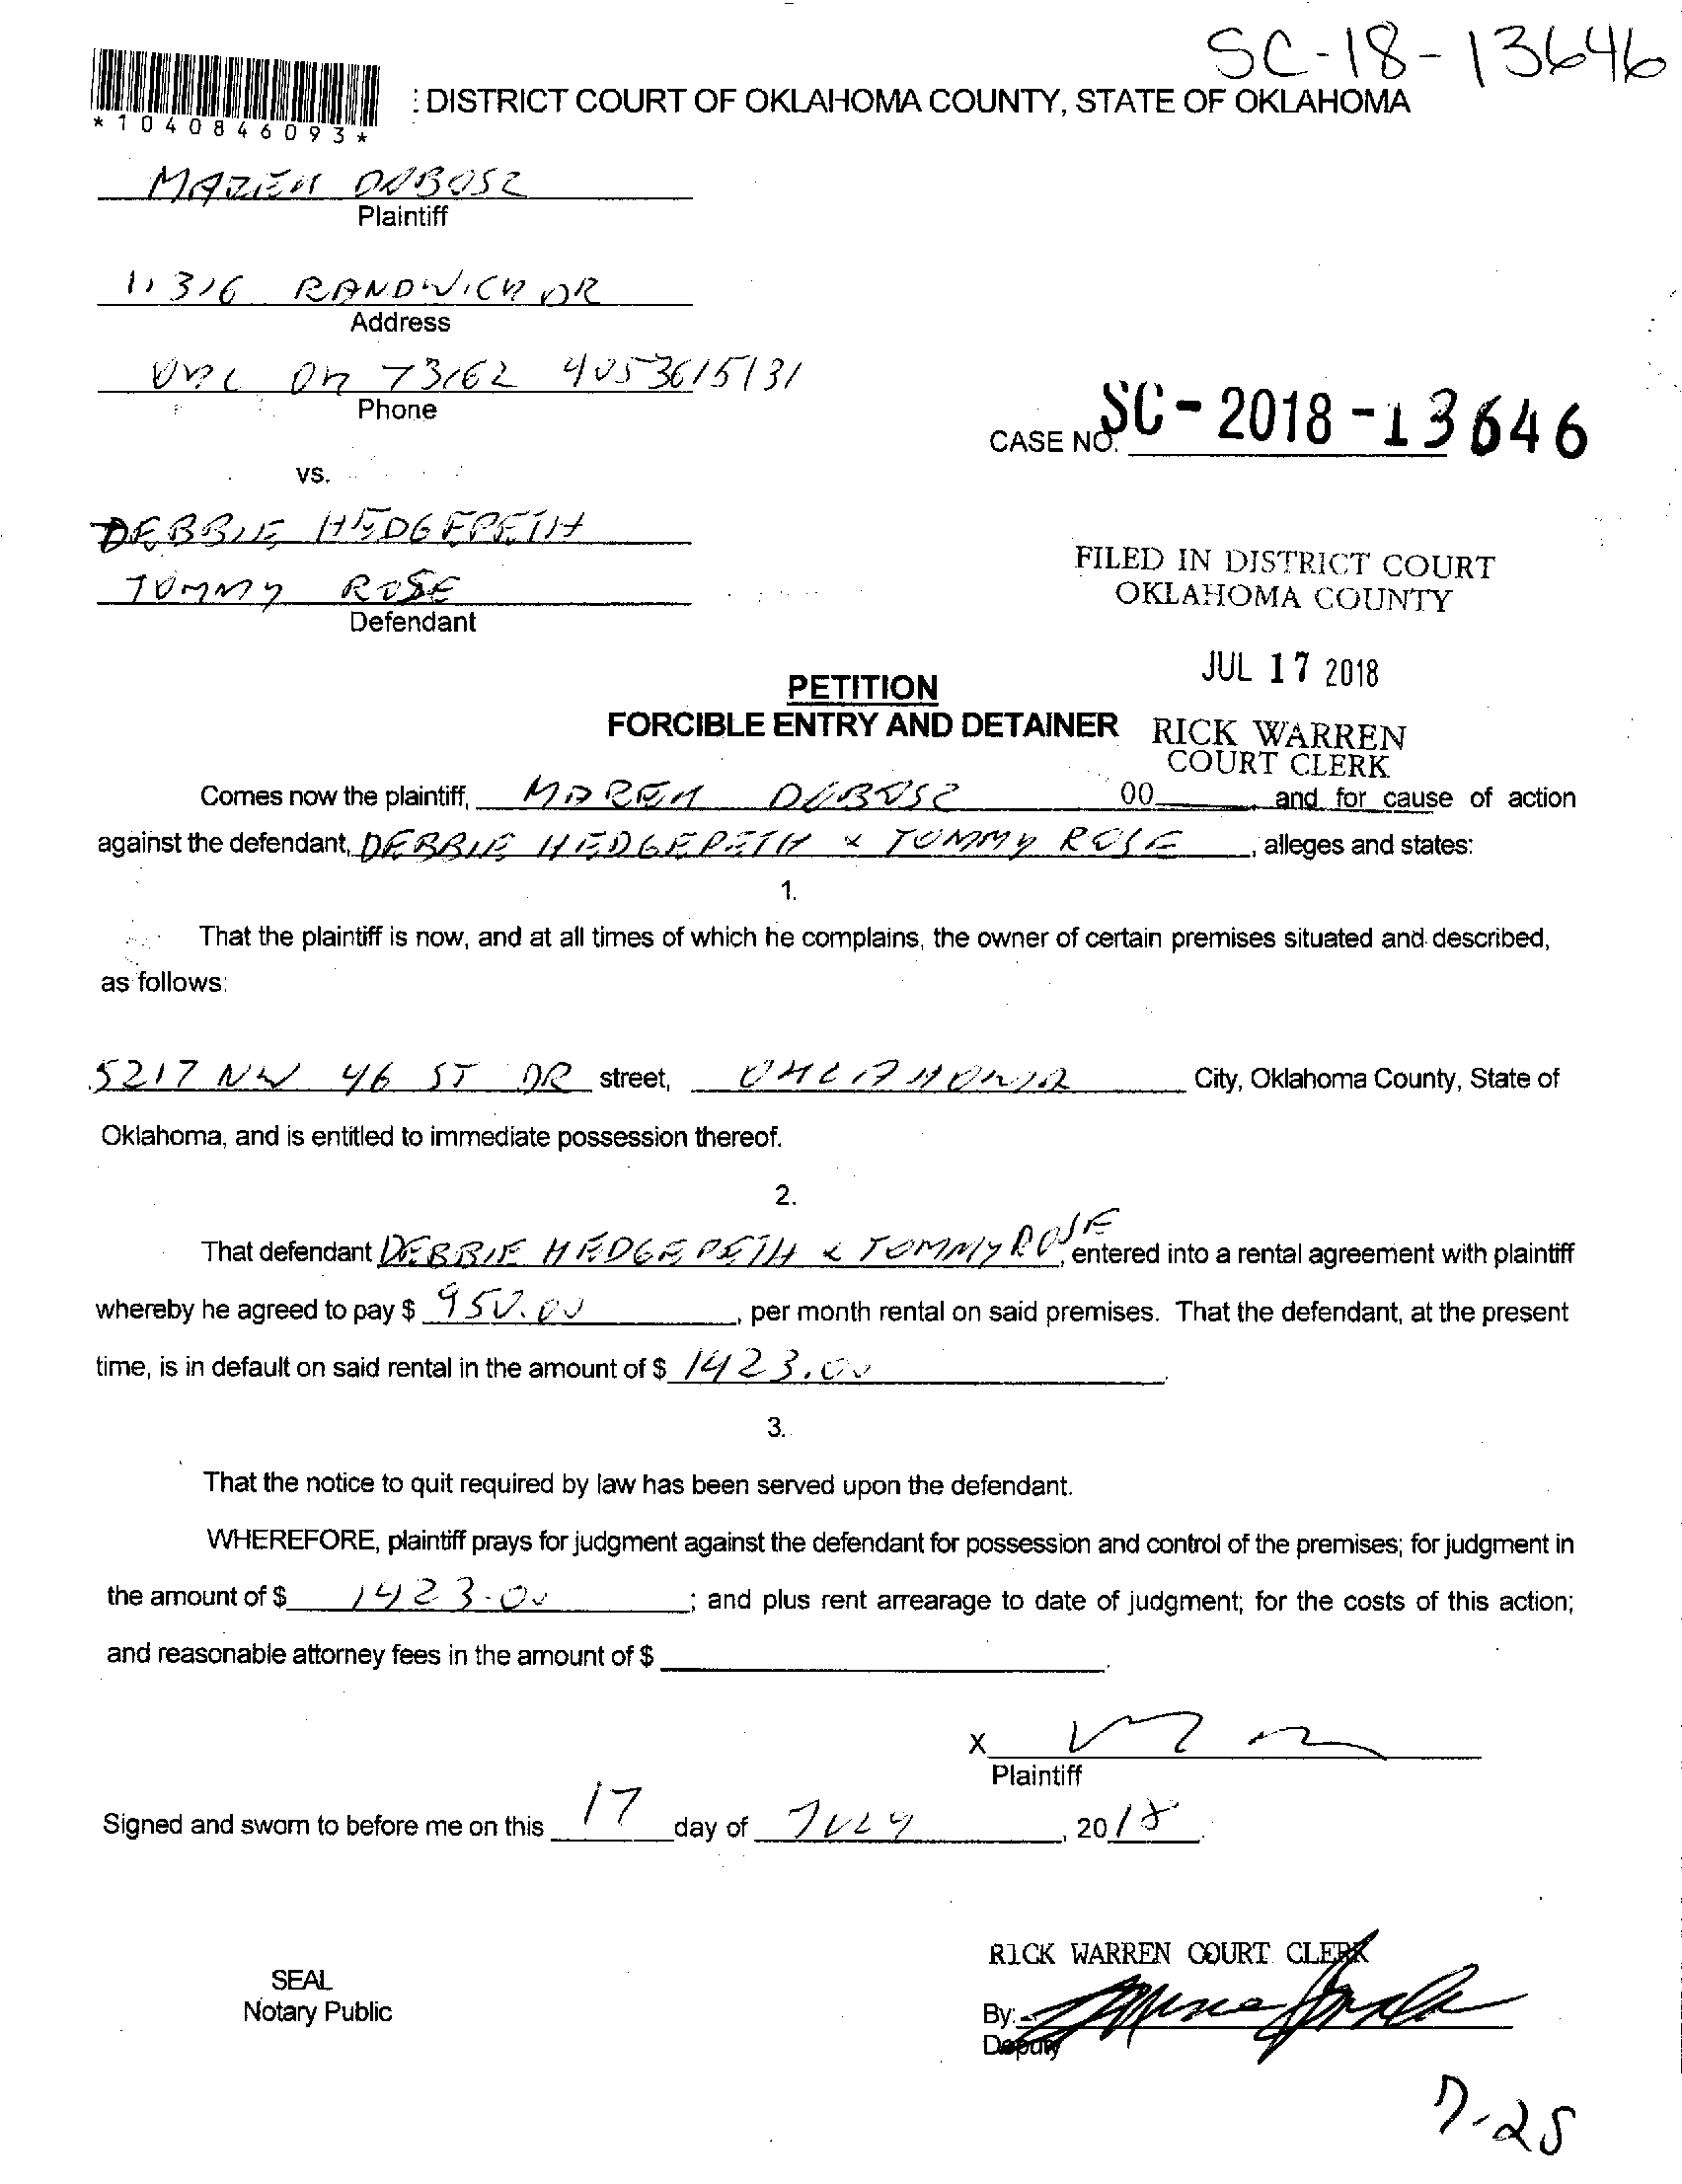 SC-18-13646
: DISTRICT COURT OF OKLAHOMA COUNTY, STATE OF OKLAHOMA
*1040846093*
MAREK DUBOSZ
Plaintiff
11316 RANDWICK DR
Address
OKC OK 73162 4053615131
Phone
CASE NO. SC-2018-13646
vs.
DEBBIE HEDGEPETH
TOMMY ROSE
Defendant
FILED IN DISTRICT COURT
OKLAHOMA COUNTY
JUL 17 2018
PETITION
FORCIBLE ENTRY AND DETAINER
RICK WARREN
COURT CLERK
Comes now the plaintiff, MAREK DUBOSZ 00 and for cause of action
against the defendant, DEBBIE HEDGEPETH & TOMMY ROSE, alleges and states:
1.
That the plaintiff is now, and at all times of which he complains, the owner of certain premises situated and described,
as follows:
5217 NW 46 ST DR street, OKLAHOMA City, Oklahoma County, State of
Oklahoma, and is entitled to immediate possession thereof.
2.
That defendant DEBBIE HEDGEPETH & TOMMY ROSE, entered into a rental agreement with plaintiff
whereby he agreed to pay $ 950.00, per month rental on said premises. That the defendant, at the present
time, is in default on said rental in the amount of $ 1423.00.
3.
That the notice to quit required by law has been served upon the defendant.
WHEREFORE, plaintiff prays for judgment against the defendant for possession and control of the premises; for judgment in
the amount of $ 1423.00; and plus rent arrearage to date of judgment; for the costs of this action;
and reasonable attorney fees in the amount of $ .
X
Plaintiff
Signed and sworn to before me on this 17 day of JULY, 2018.
RICK WARREN COURT CLERK
SEAL
Notary Public
By:
Deputy
7-25